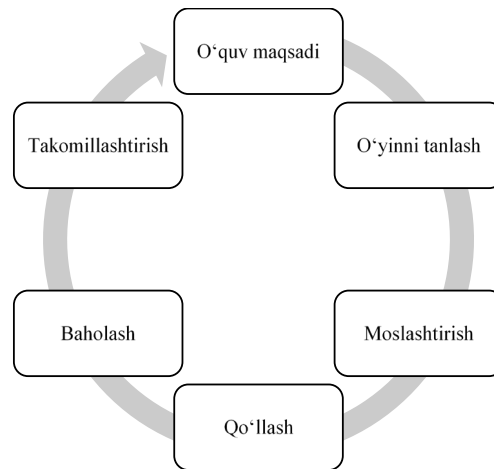 O‘quv maqsadi
O‘yinni tanlash
Moslashtirish
Qo‘llash
Baholash
Takomillashtirish